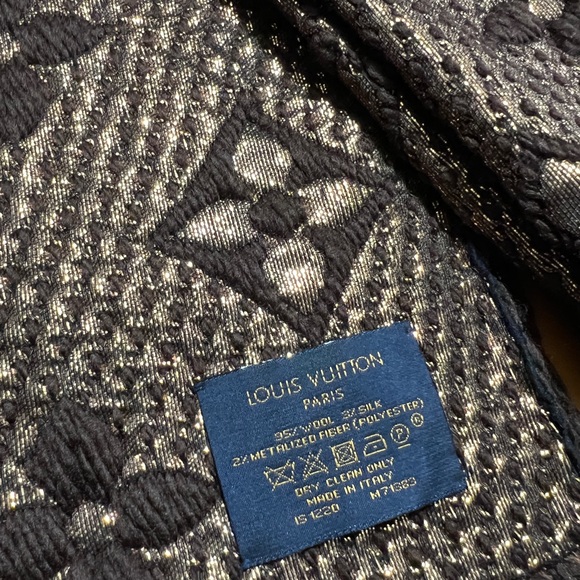 LOUIS VUITTON
PARIS
95% WOOL 3% SILK
2% METALIZED FIBER (POLYESTER)
P
DRY CLEAN ONLY
MADE IN ITALY
IS 1220 M71983